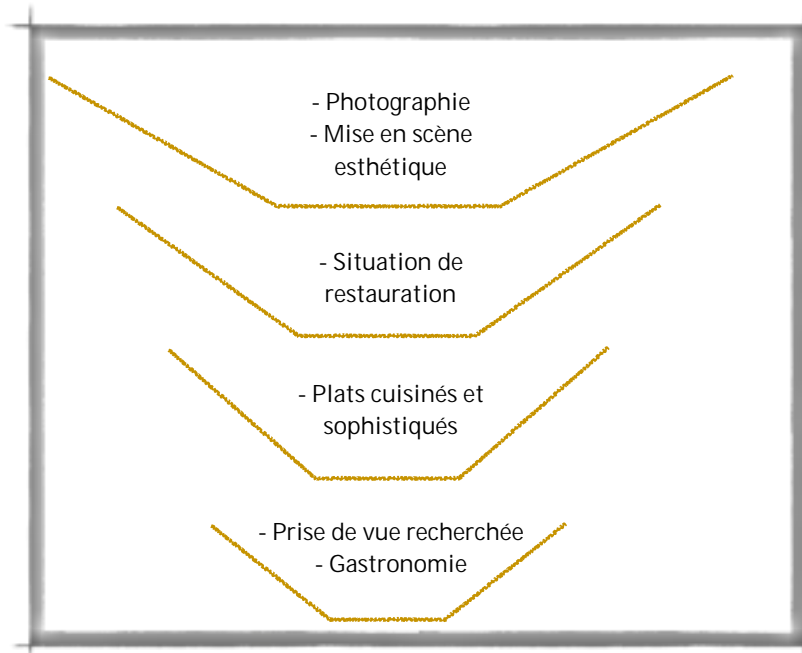 - Photographie
- Mise en scène
esthétique
- Situation de
restauration
- Plats cuisinés et
sophistiqués
- Prise de vue recherchée
- Gastronomie